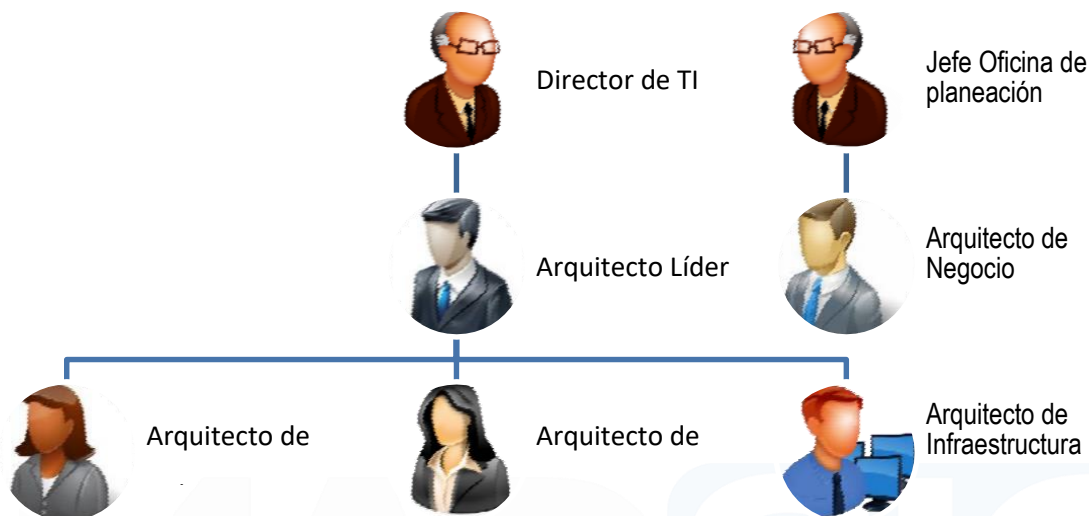 Director de TI
Jefe Oficina de
planeación
Arquitecto Líder
Arquitecto de
Negocio
Arquitecto de
Arquitecto de
Arquitecto de
Infraestructura